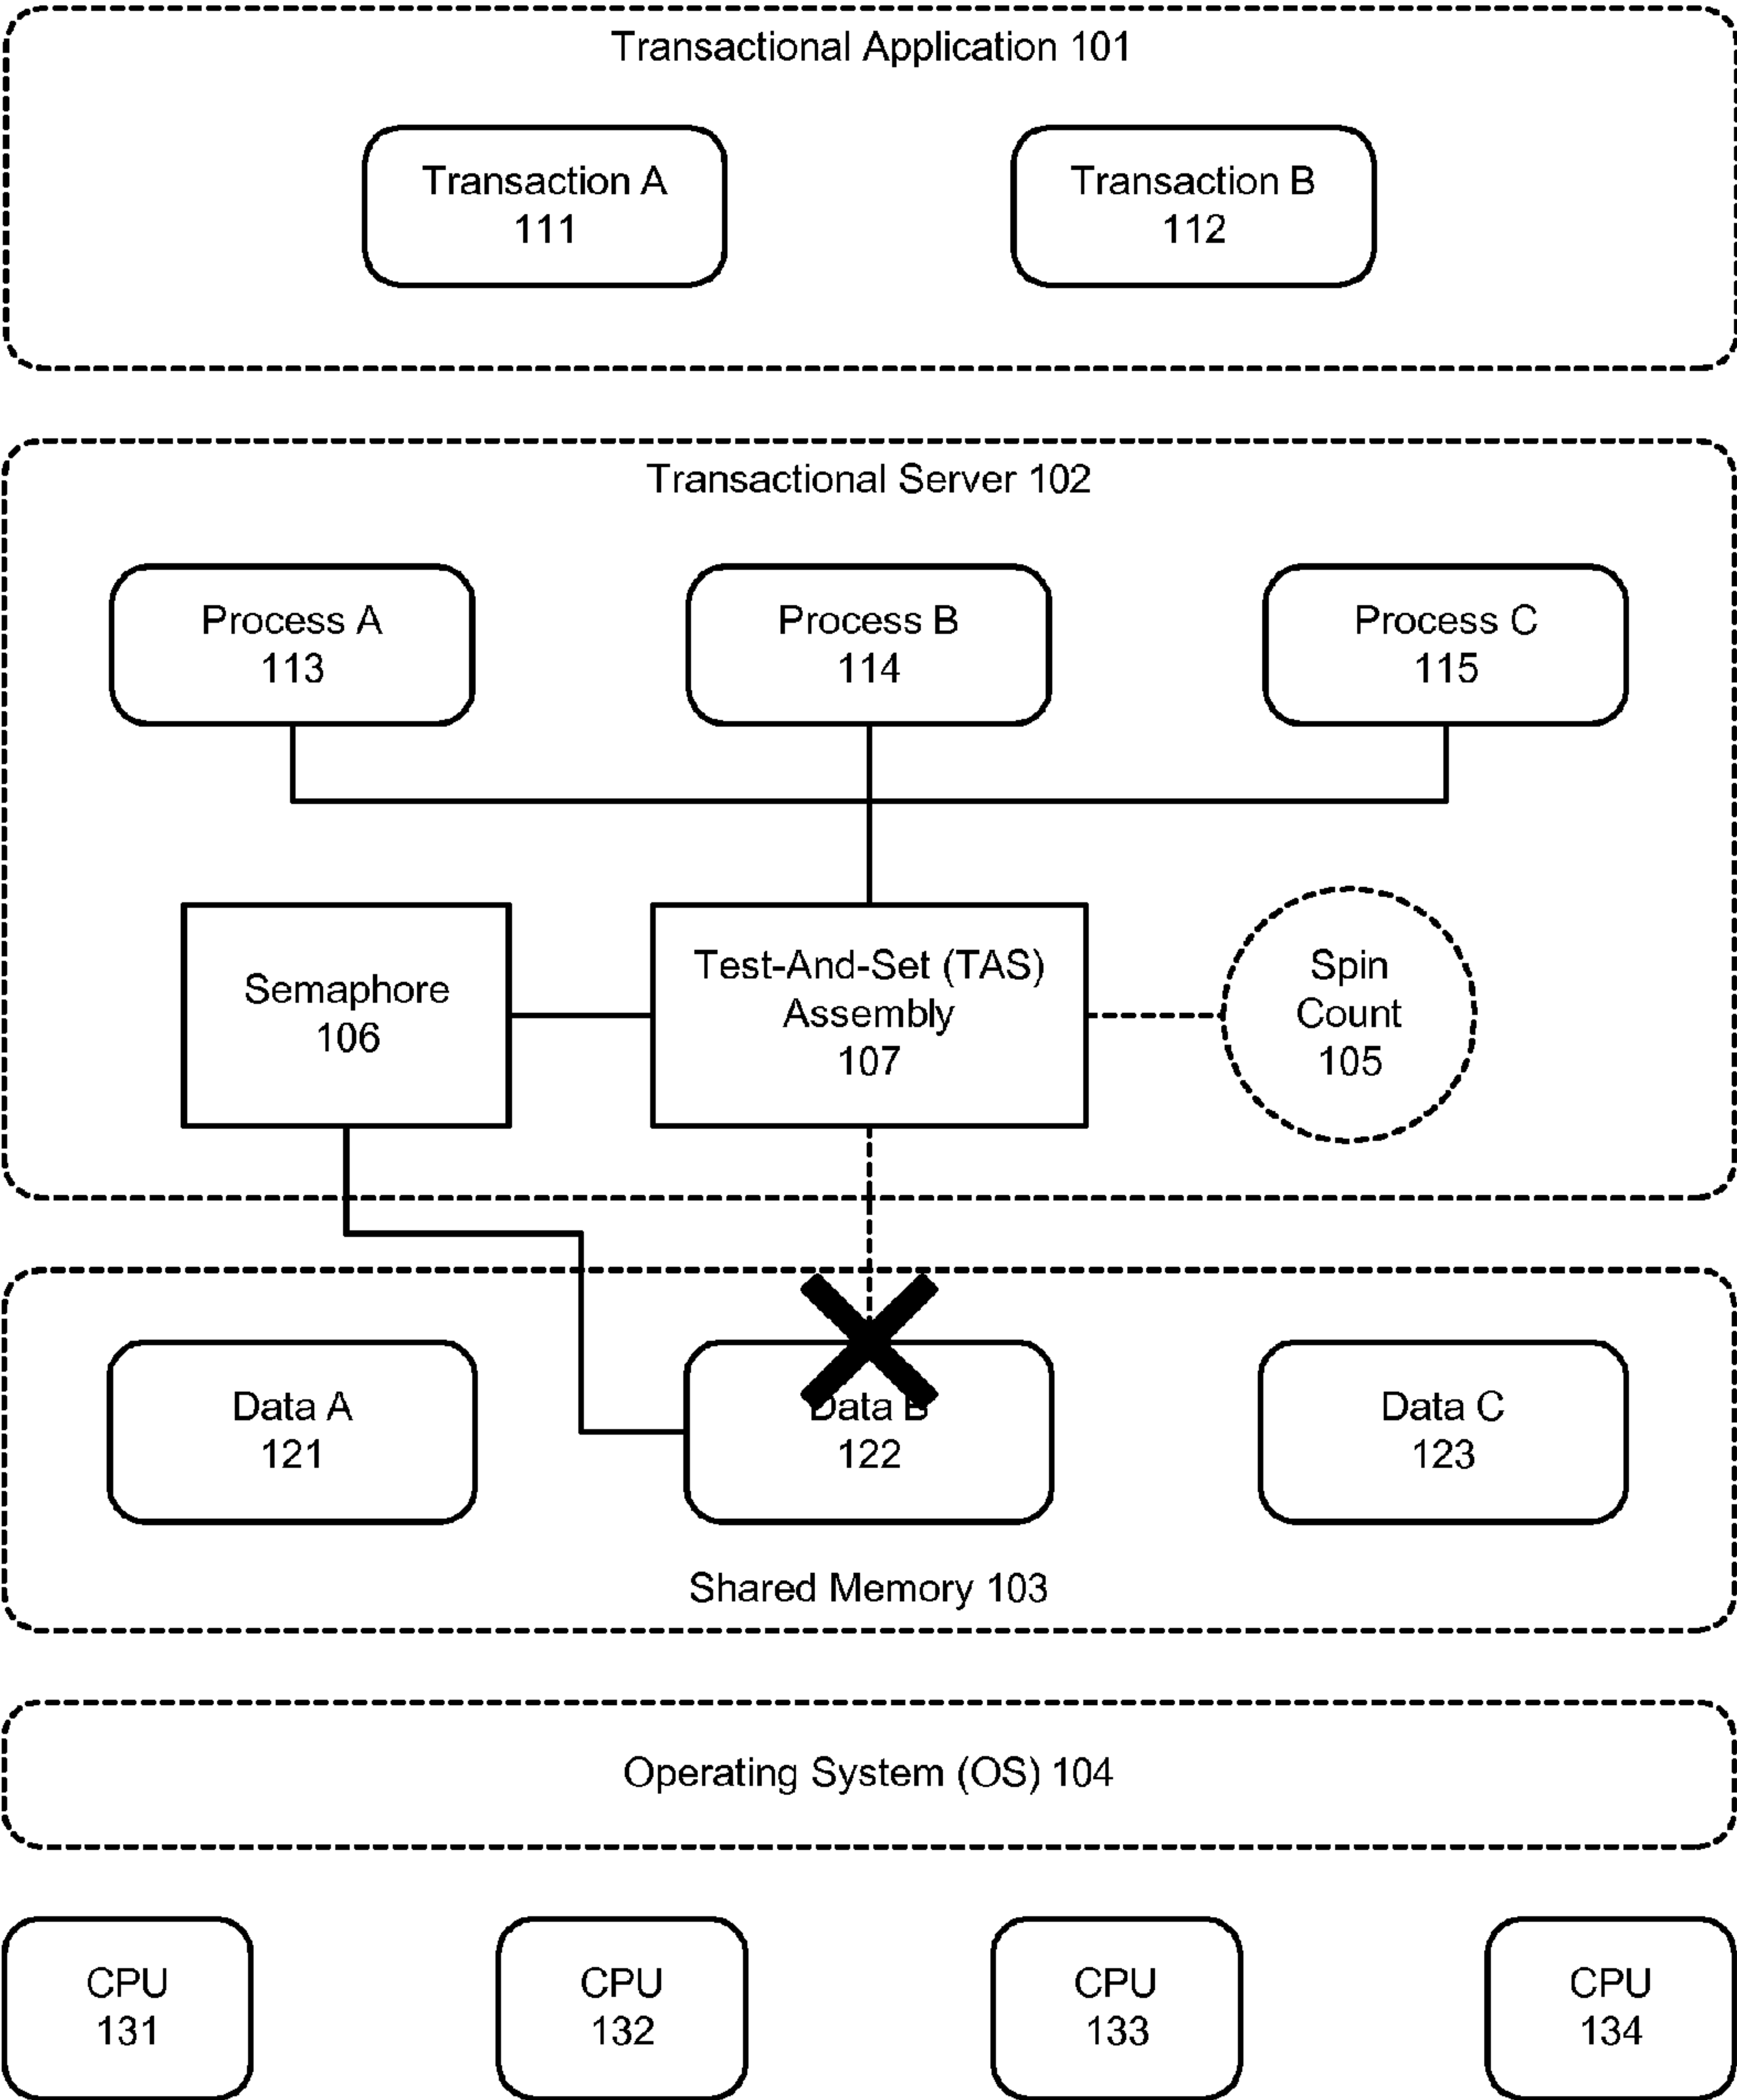 Transactional Application 101
Transaction A
111
Transaction B
112
Transactional Server 102
Process A
113
Process B
114
Process C
115
Semaphore
106
Test-And-Set (TAS)
Assembly
107
Spin
Count
105
Data A
121
Data B
122
Data C
123
Shared Memory 103
Operating System (OS) 104
CPU
131
CPU
132
CPU
133
CPU
134